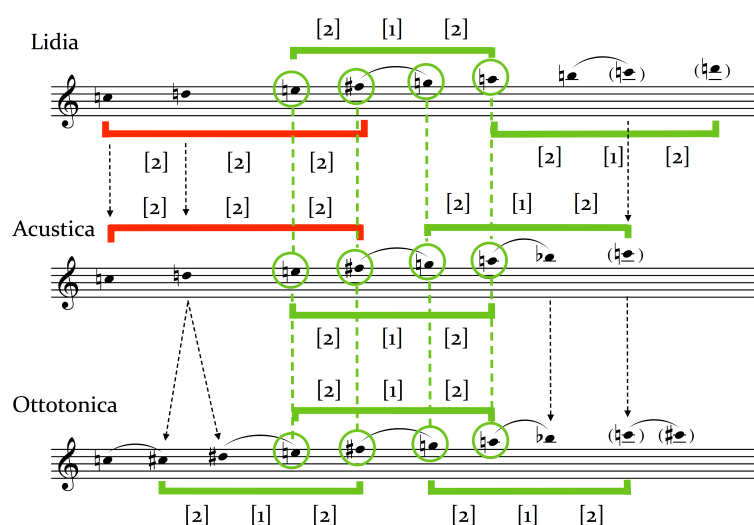 [2] [1] [2]
Lidia
[2] [2] [2] [2] [1] [2]
[2] [2] [2] [2] [1] [2]
Acustica
[2] [1] [2]
[2] [1] [2]
Ottotonica
[2] [1] [2] [2] [1] [2]